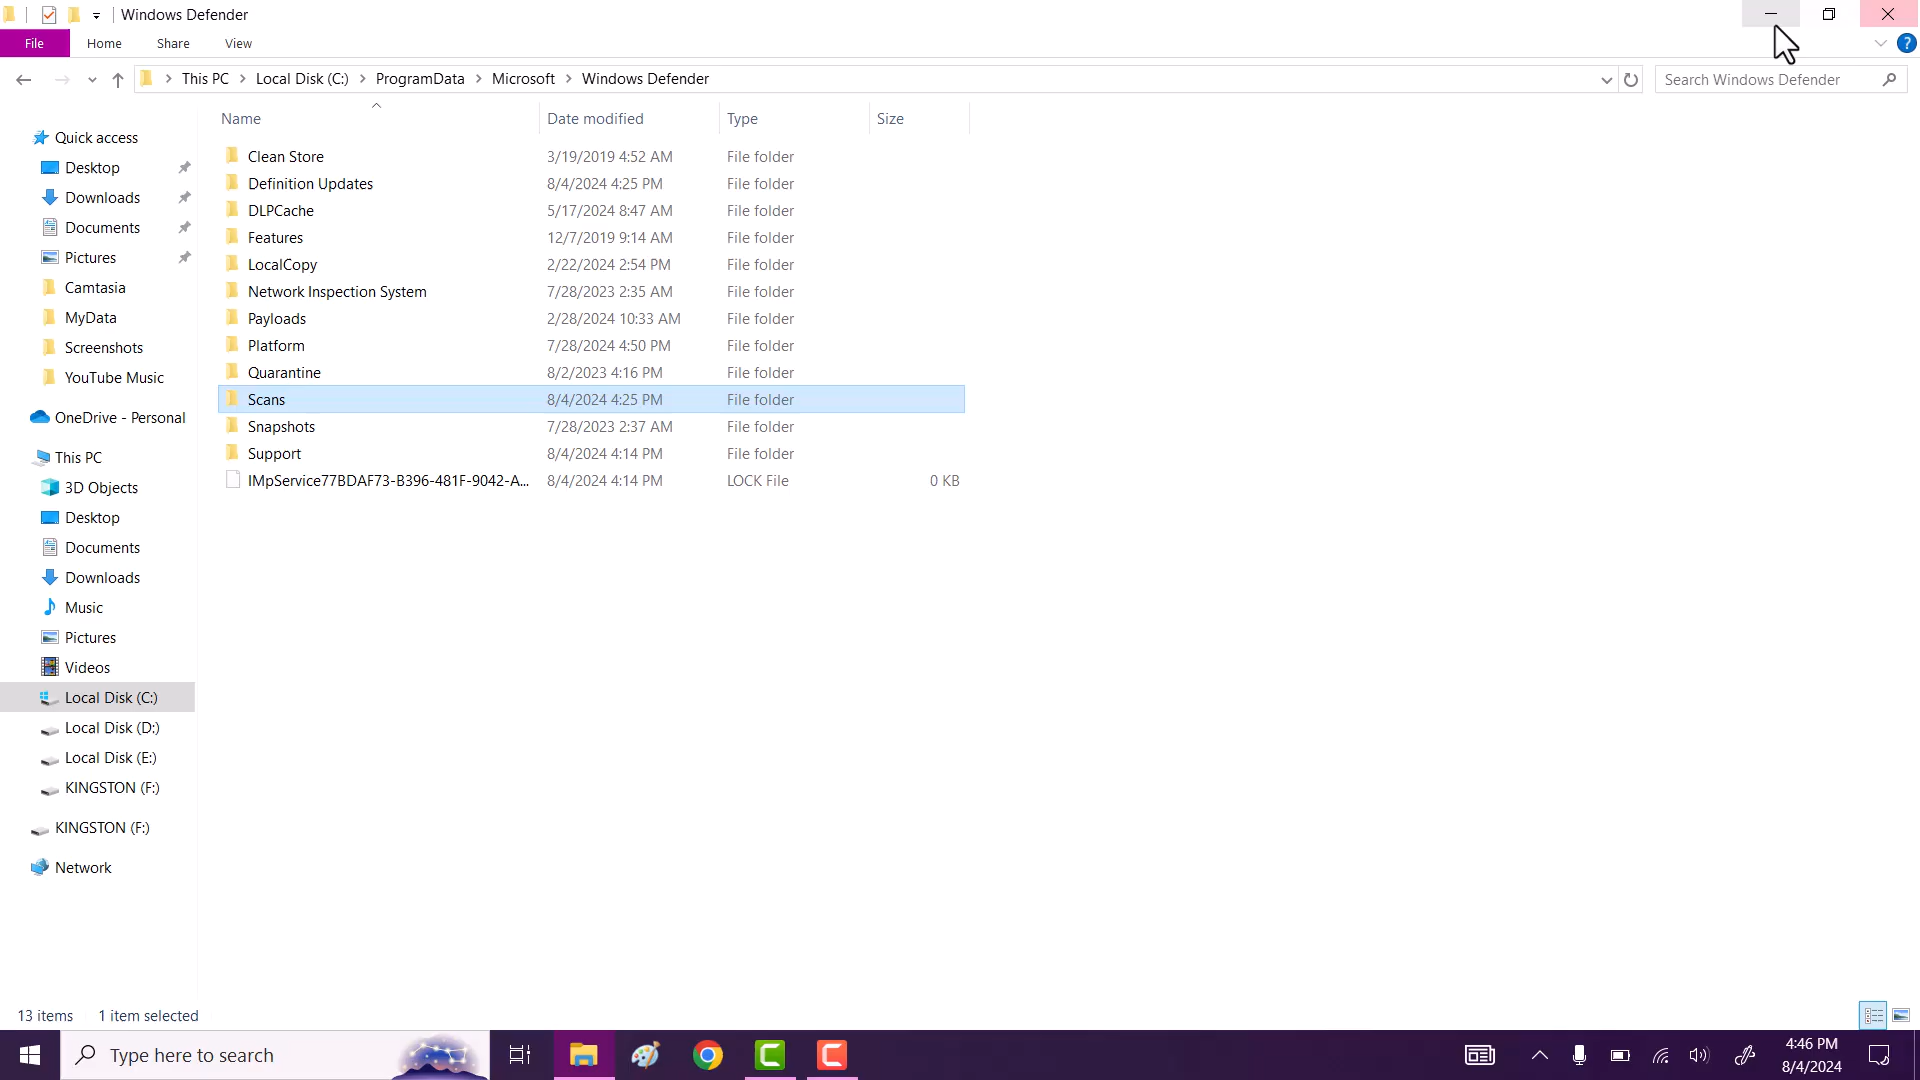 Windows Defender
File Home Share View
This PC Local Disk (C:) ProgramData Microsoft Windows Defender
Search Windows Defender
Name Date modified Type Size
Clean Store 3/19/2019 4:52 AM File folder
Definition Updates 8/4/2024 4:25 PM File folder
DLPCache 5/17/2024 8:47 AM File folder
Features 12/7/2019 9:14 AM File folder
LocalCopy 2/22/2024 2:54 PM File folder
Network Inspection System 7/28/2023 2:35 AM File folder
Payloads 2/28/2024 10:33 AM File folder
Platform 7/28/2024 4:50 PM File folder
Quarantine 8/2/2023 4:16 PM File folder
Scans 8/4/2024 4:25 PM File folder
Snapshots 7/28/2023 2:37 AM File folder
Support 8/4/2024 4:14 PM File folder
IMpService77BDAF73-B396-481F-9042-A... 8/4/2024 4:14 PM LOCK File 0 KB
Quick access
Desktop
Downloads
Documents
Pictures
Camtasia
MyData
Screenshots
YouTube Music
OneDrive - Personal
This PC
3D Objects
Desktop
Documents
Downloads
Music
Pictures
Videos
Local Disk (C:)
Local Disk (D:)
Local Disk (E:)
KINGSTON (F:)
KINGSTON (F:)
Network
13 items 1 item selected
Type here to search
4:46 PM
8/4/2024